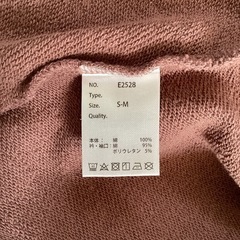 NO. E2528
Type,
Size. S-M
Quality.
本体： 綿 100%
衿・袖口： 綿 95%
ポリウレタン 5%